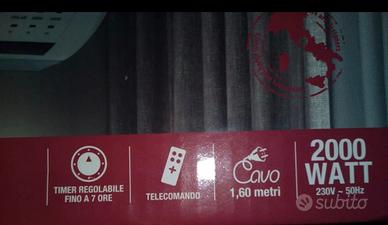 TIMER REGOLABILE
FINO A 7 ORE
TELECOMANDO
Cavo
1,60 metri
2000
WATT
230V ~ 50Hz
subito